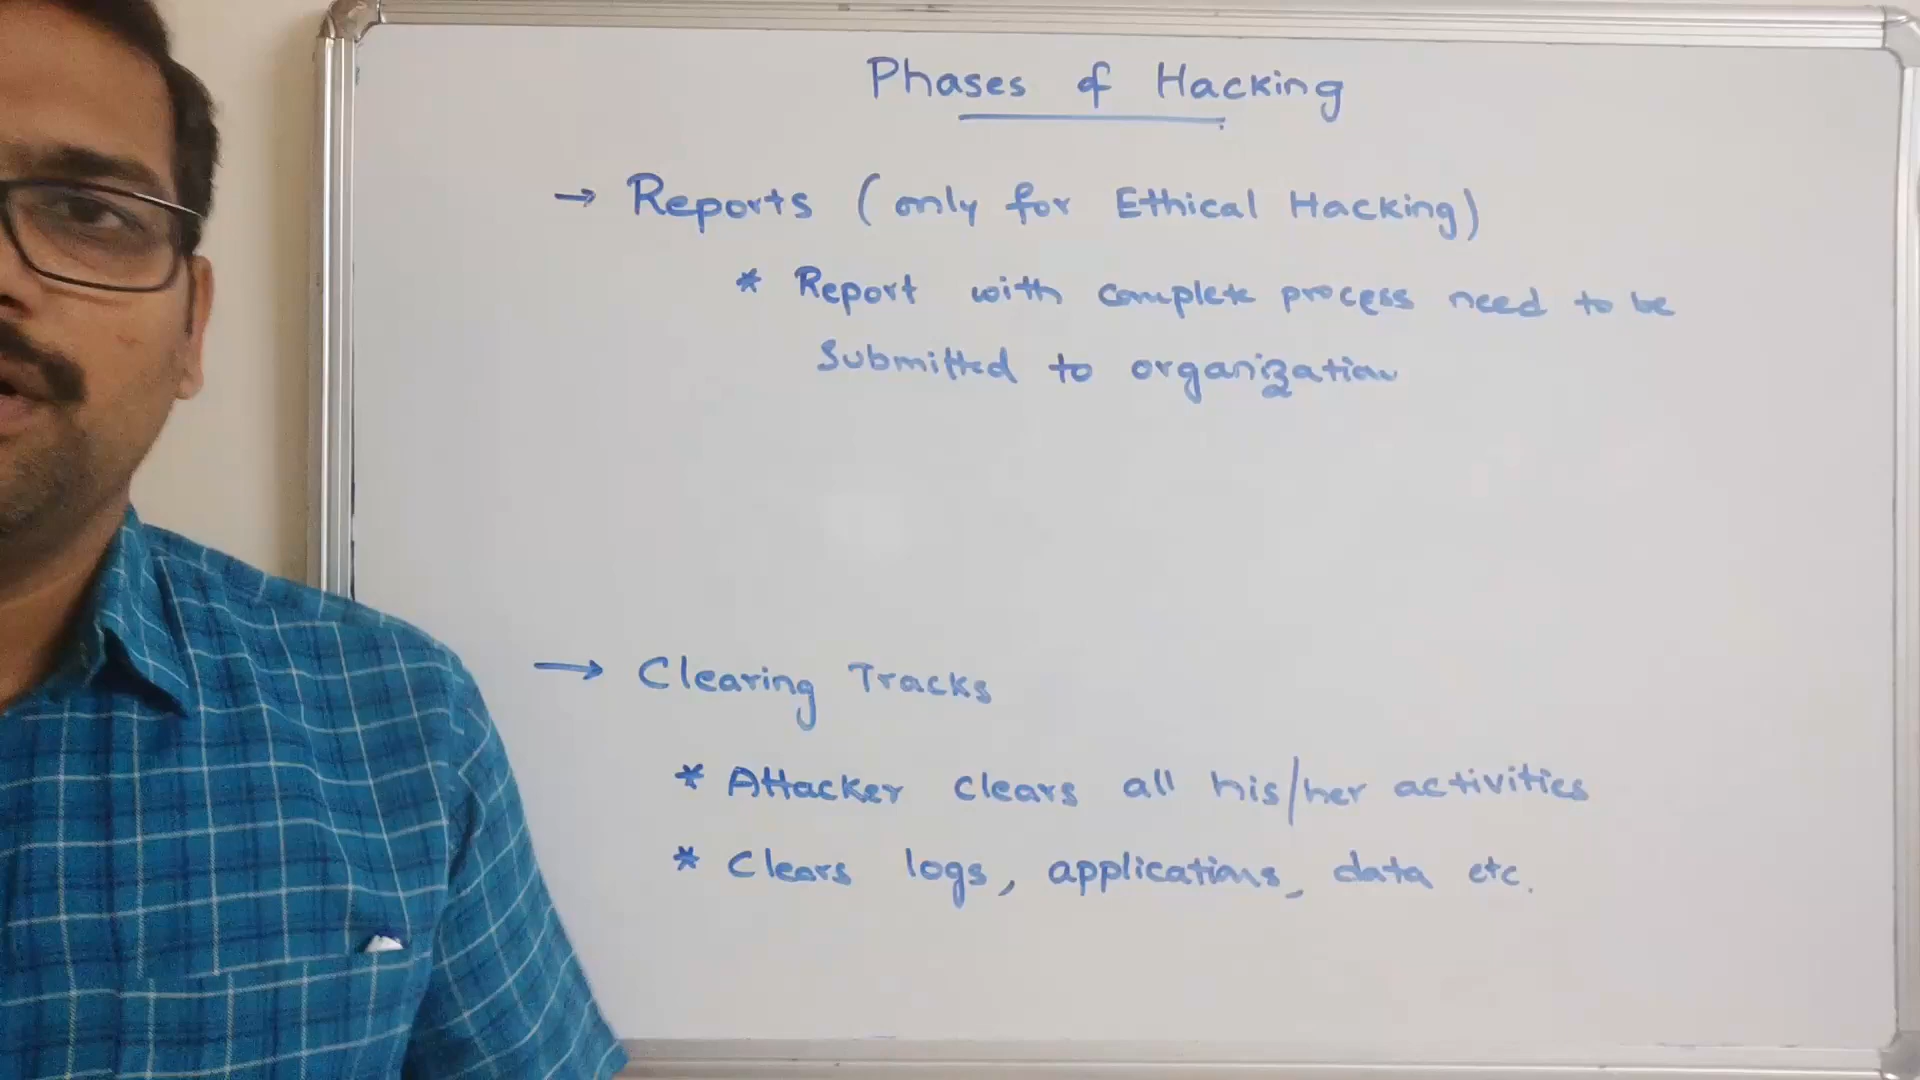 Phases of Hacking
→ Reports (only for Ethical Hacking)
* Report with complete process need to be
Submitted to organization
→ Clearing Tracks
* Attacker clears all his/her activities
* Clears logs, applications, data etc.